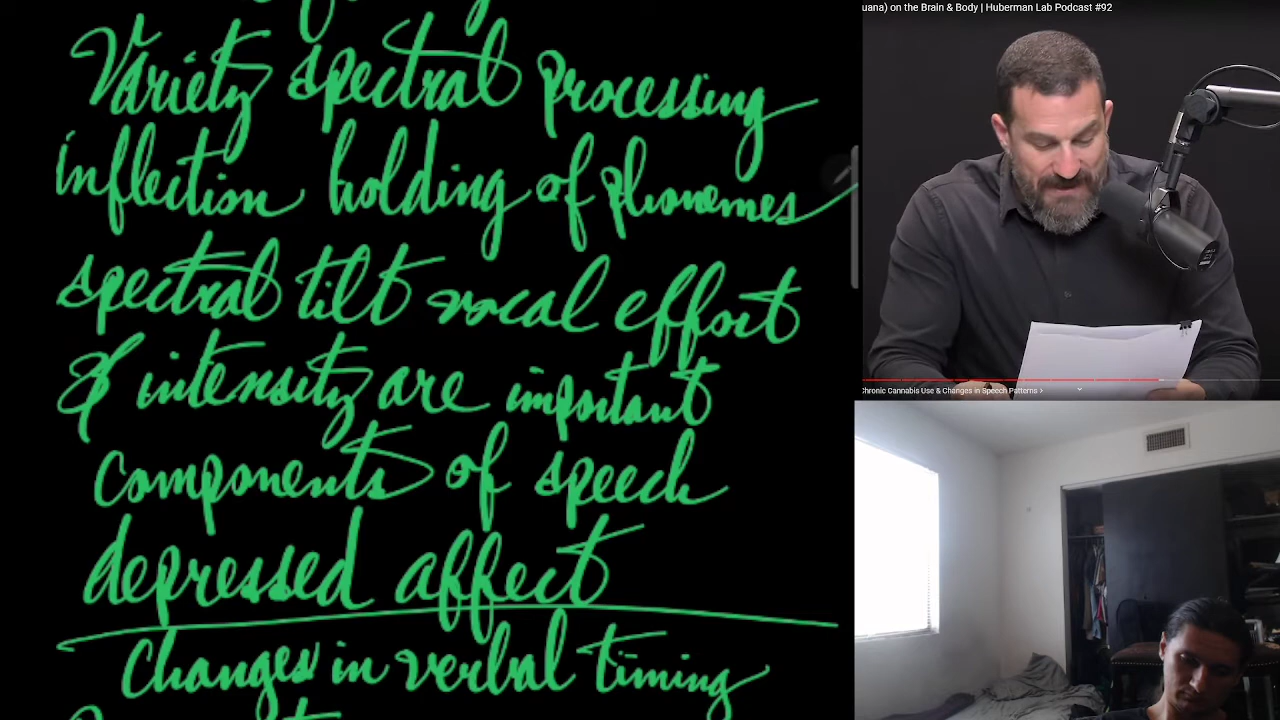 Variety spectral processing
inflection holding of phonemes
spectral tilt vocal effort
& intensity are important
components of speech
depressed affect
Changes in verbal timing
uana) on the Brain & Body | Huberman Lab Podcast #92
Chronic Cannabis Use & Changes in Speech Patterns >